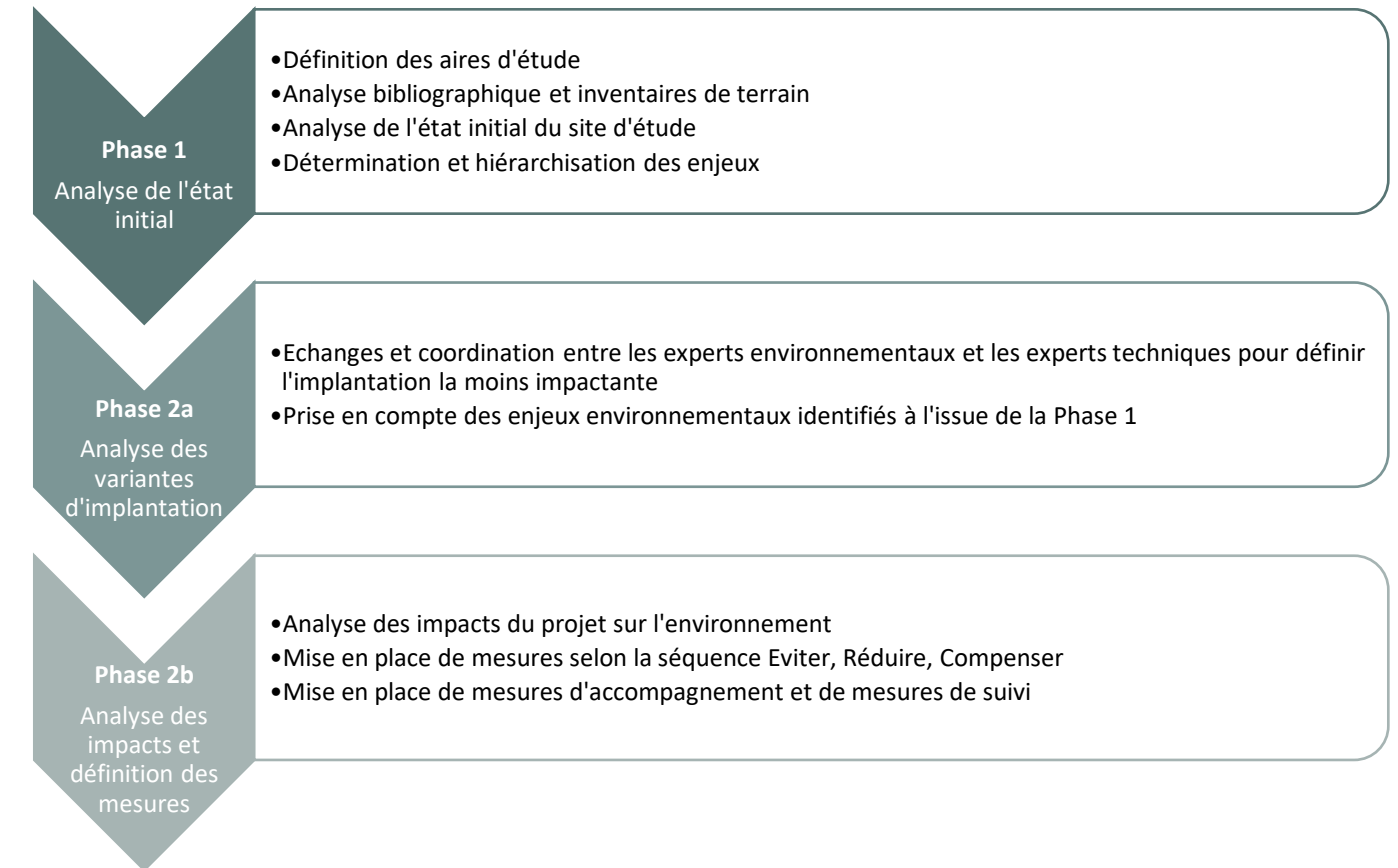 Phase 1
Analyse de l'état
initial
•Définition des aires d'étude
•Analyse bibliographique et inventaires de terrain
•Analyse de l'état initial du site d'étude
•Détermination et hiérarchisation des enjeux
Phase 2a
Analyse des
variantes
d'implantation
•Echanges et coordination entre les experts environnementaux et les experts techniques pour définir
l'implantation la moins impactante
•Prise en compte des enjeux environnementaux identifiés à l'issue de la Phase 1
Phase 2b
Analyse des
impacts et
définition des
mesures
•Analyse des impacts du projet sur l'environnement
•Mise en place de mesures selon la séquence Eviter, Réduire, Compenser
•Mise en place de mesures d'accompagnement et de mesures de suivi